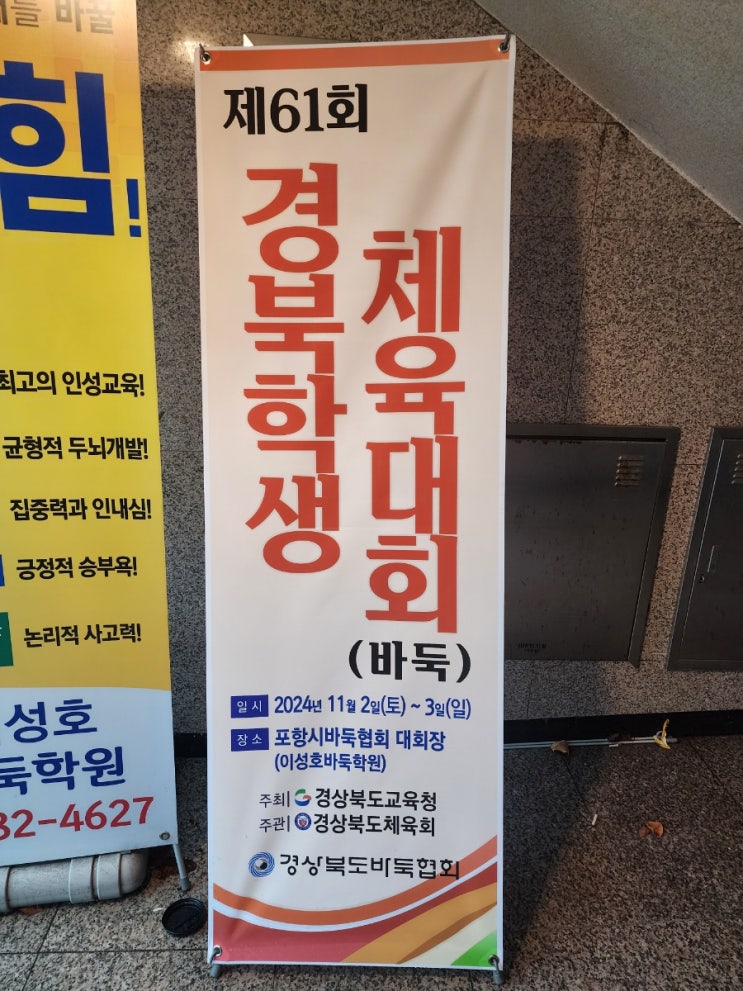 힘!
최고의 인성교육!
균형적 두뇌개발!
집중력과 인내심!
긍정적 승부욕!
논리적 사고력!
성호
둑학원
32-4627
제61회
경북학생
체육대회
(바둑)
일시 2024년 11월 2일(토) ~ 3일(일)
장소 포항시바둑협회 대회장
(이성호바둑학원)
주최 경상북도교육청
주관 경상북도체육회
경상북도바둑협회